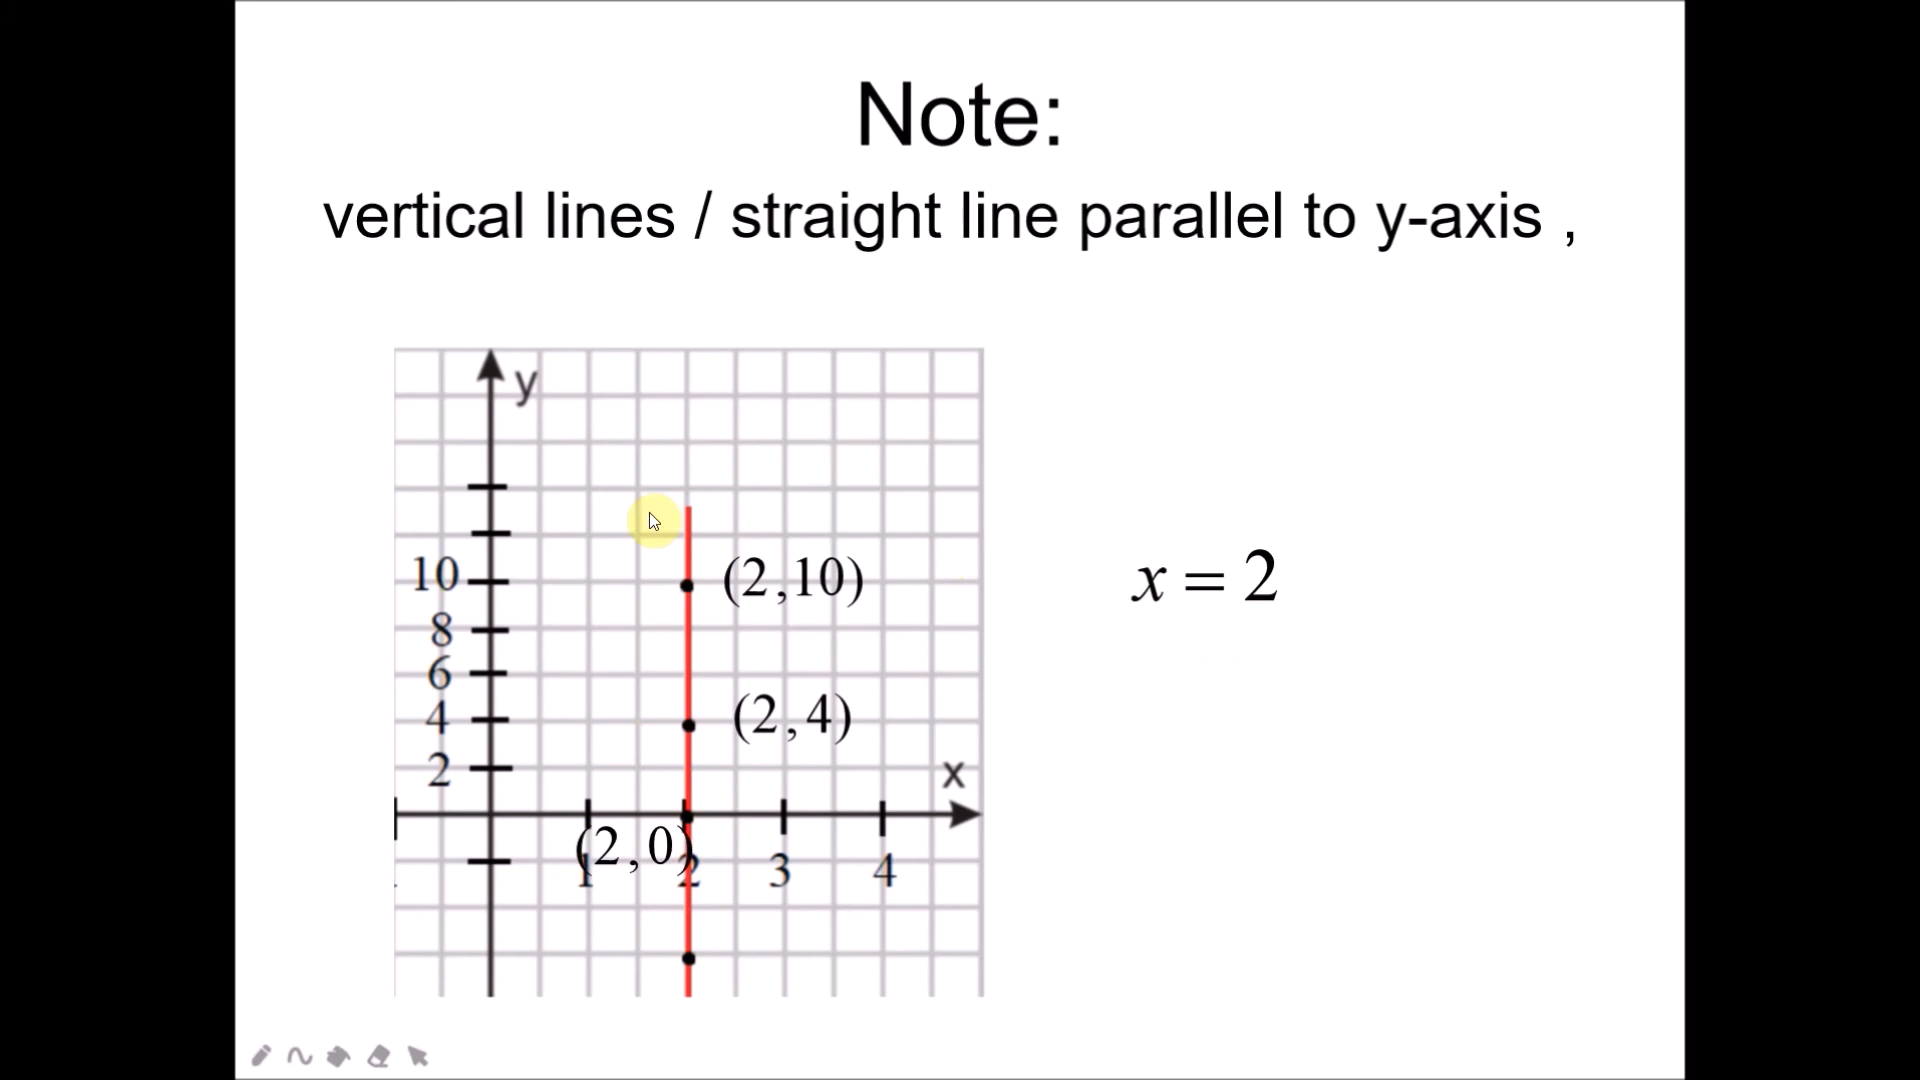 Note:
vertical lines / straight line parallel to y-axis ,
y
10
(2,10)
x = 2
8
6
4
(2,4)
2
x
(2,0)
1
2
3
4